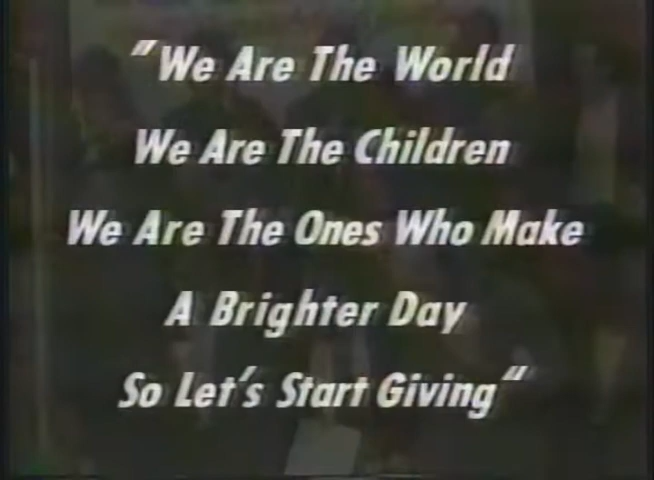 "We Are The World
We Are The Children
We Are The Ones Who Make
A Brighter Day
So Let's Start Giving"